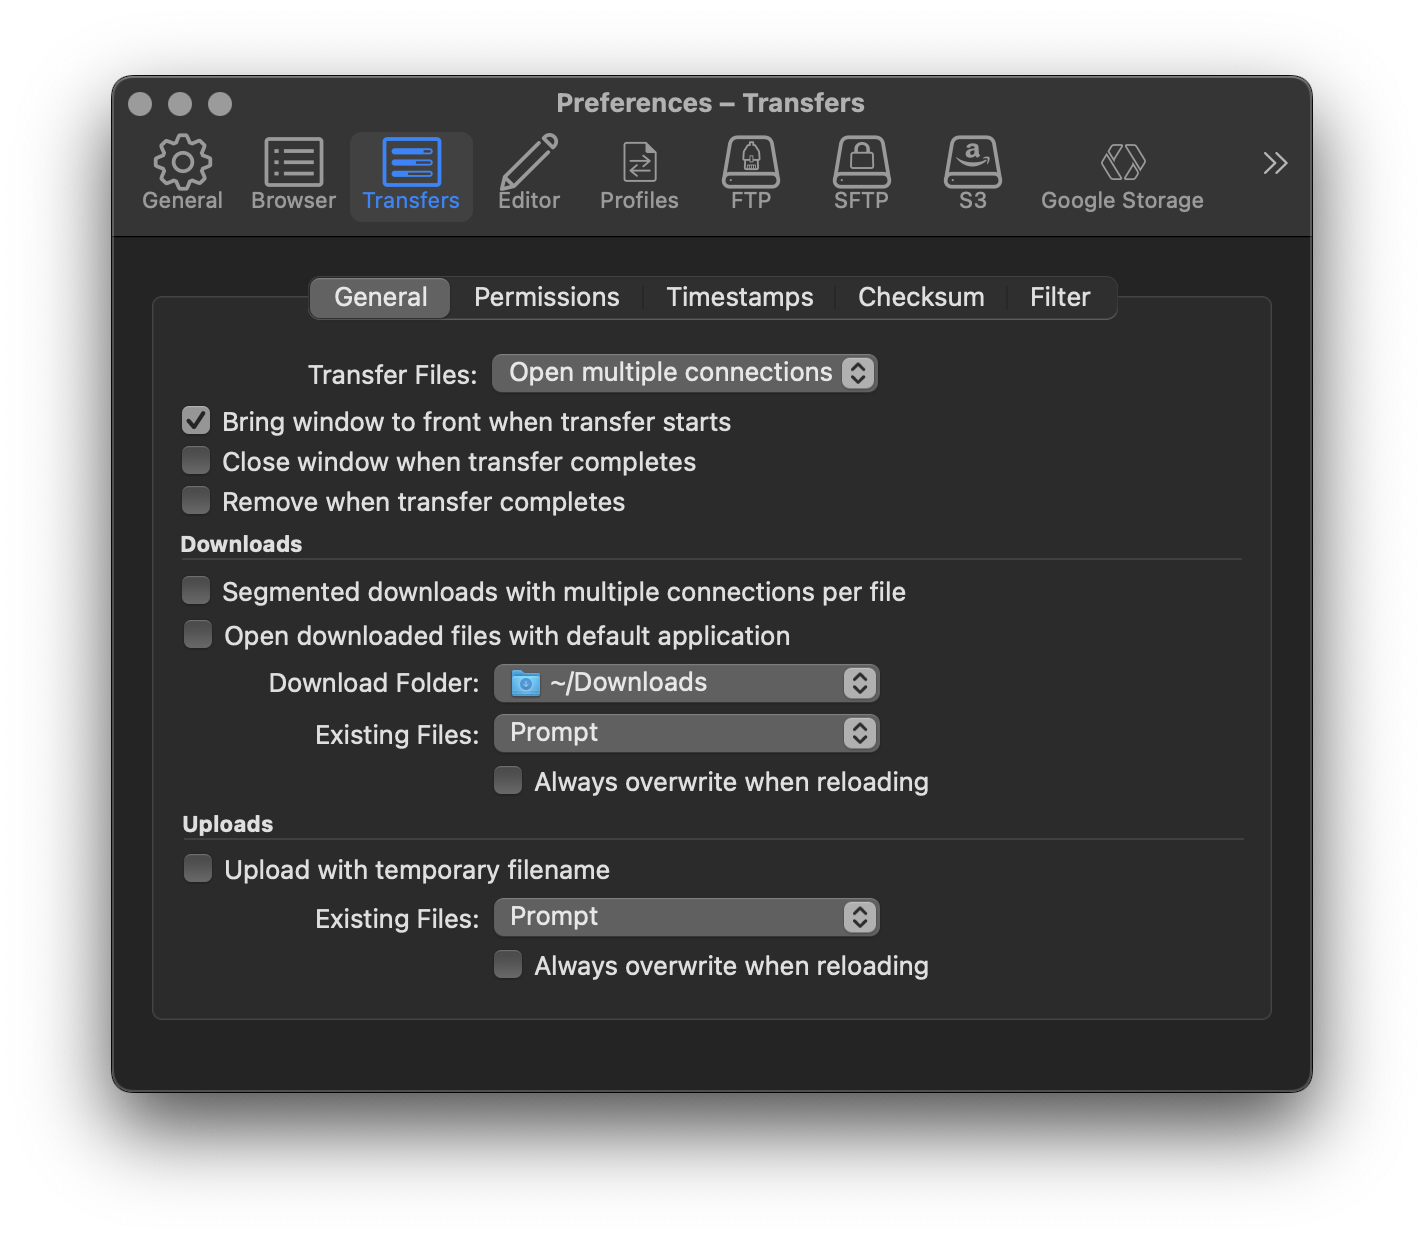 Preferences – Transfers
General
Browser
Transfers
Editor
Profiles
FTP
SFTP
a
S3
Google Storage
General
Permissions
Timestamps
Checksum
Filter
Transfer Files: Open multiple connections
Bring window to front when transfer starts
Close window when transfer completes
Remove when transfer completes
Downloads
Segmented downloads with multiple connections per file
Open downloaded files with default application
Download Folder: ~/Downloads
Existing Files: Prompt
Always overwrite when reloading
Uploads
Upload with temporary filename
Existing Files: Prompt
Always overwrite when reloading